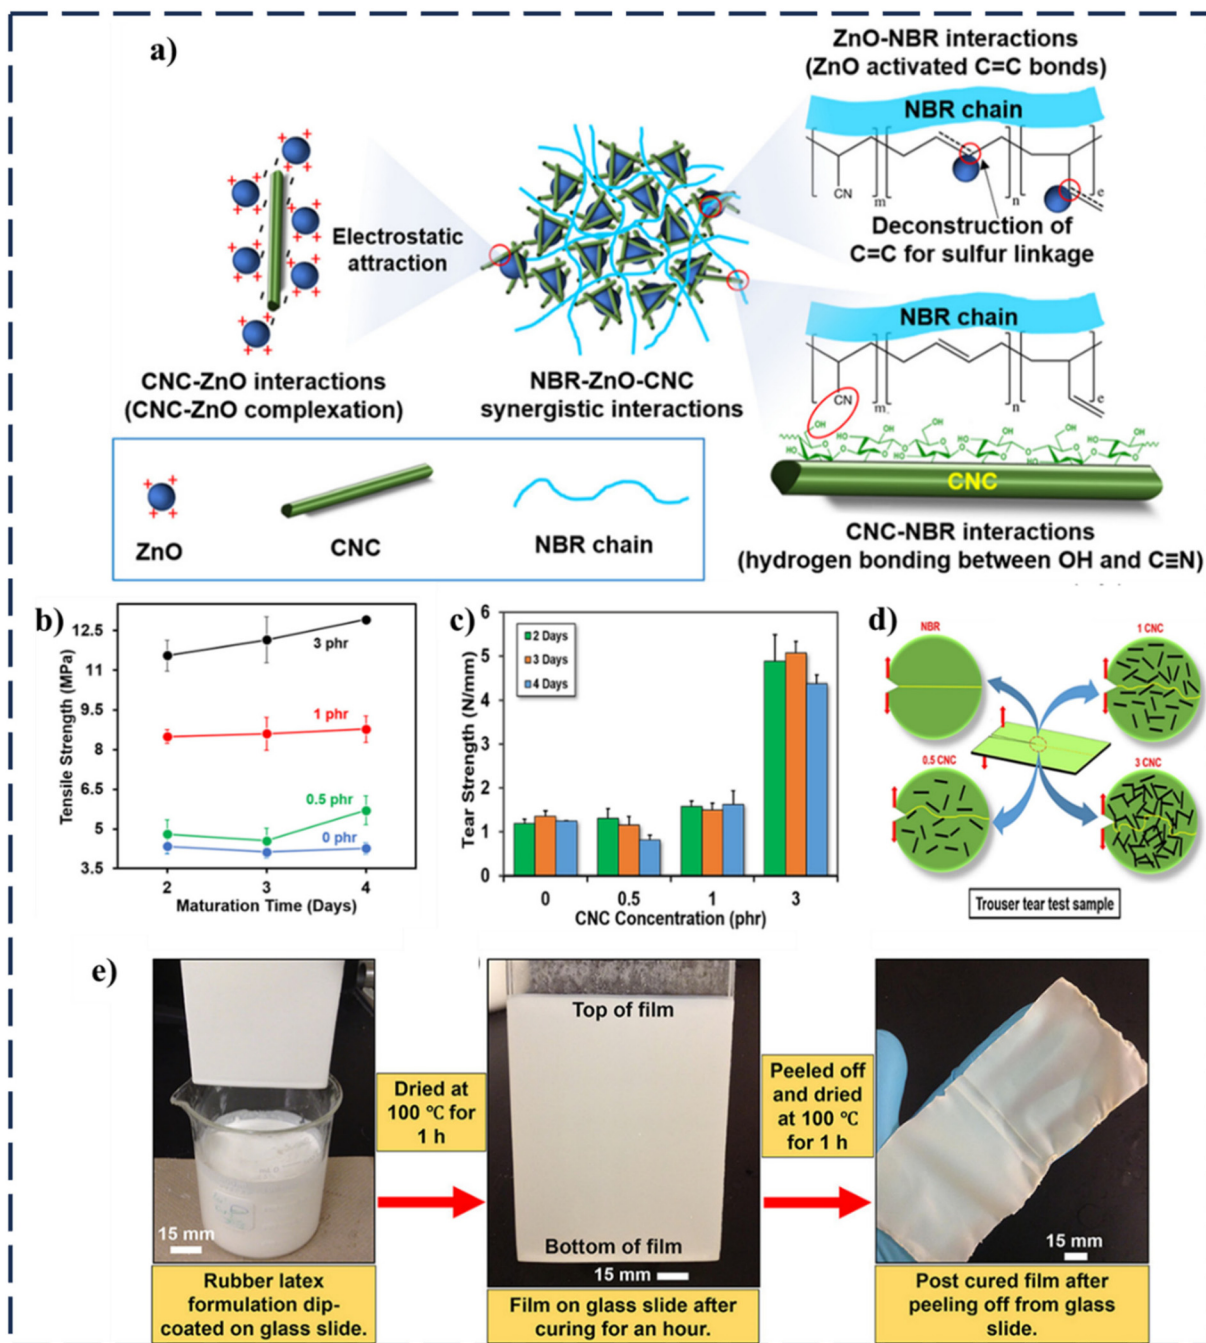 a)
ZnO-NBR interactions
(ZnO activated C=C bonds)
NBR chain
CN
m
n
e
Deconstruction of
C=C for sulfur linkage
Electrostatic
attraction
CNC-ZnO interactions
(CNC-ZnO complexation)
NBR-ZnO-CNC
synergistic interactions
NBR chain
CN
m
n
e
CNC
CNC-NBR interactions
(hydrogen bonding between OH and C≡N)
ZnO
CNC
NBR chain
b)
Tensile Strength (MPa)
12.5
11
9.5
8
6.5
5
3.5
3 phr
1 phr
0.5 phr
0 phr
2 3 4
Maturation Time (Days)
c)
Tear Strength (N/mm)
6
5
4
3
2
1
0
2 Days
3 Days
4 Days
0 0.5 1 3
CNC Concentration (phr)
d)
NBR
1 CNC
0.5 CNC
3 CNC
Trouser tear test sample
e)
15 mm
Rubber latex
formulation dip-
coated on glass slide.
Dried at
100 ℃ for
1 h
Top of film
Bottom of film
15 mm
Film on glass slide after
curing for an hour.
Peeled off
and dried
at 100 ℃
for 1 h
15 mm
Post cured film after
peeling off from glass
slide.